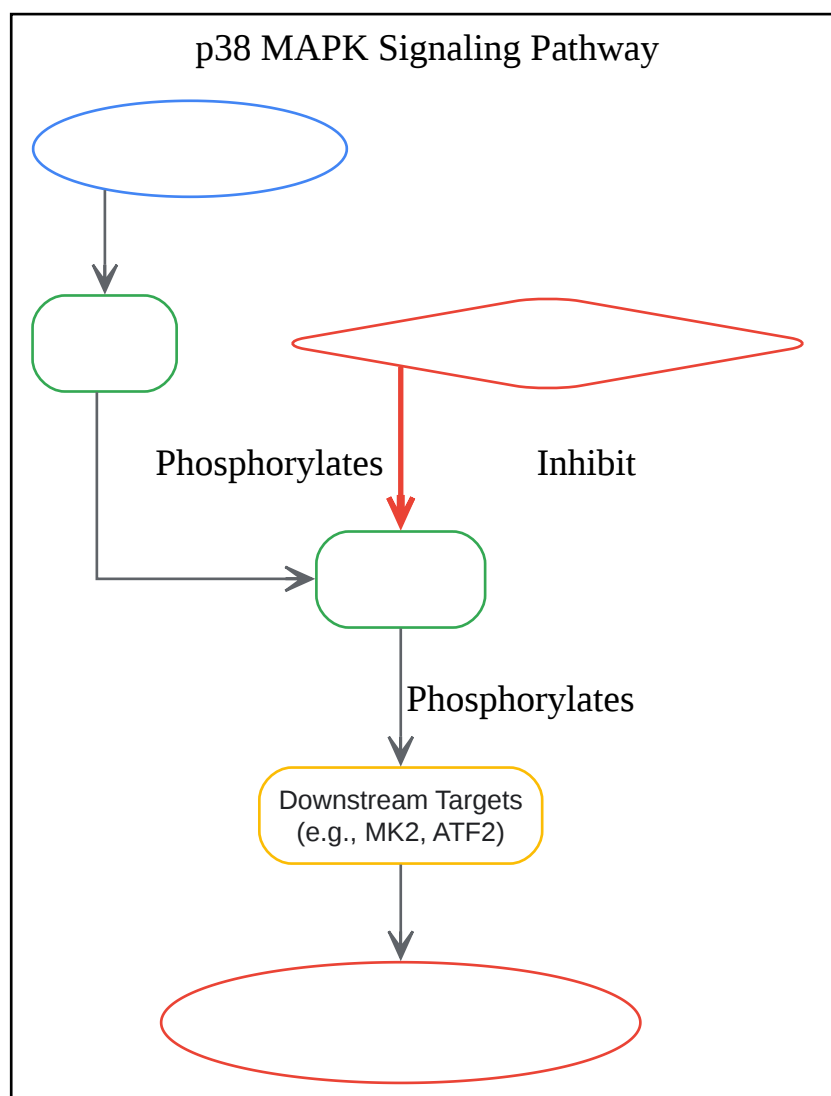 p38 MAPK Signaling Pathway
Phosphorylates
Inhibit
Phosphorylates
Downstream Targets
(e.g., MK2, ATF2)